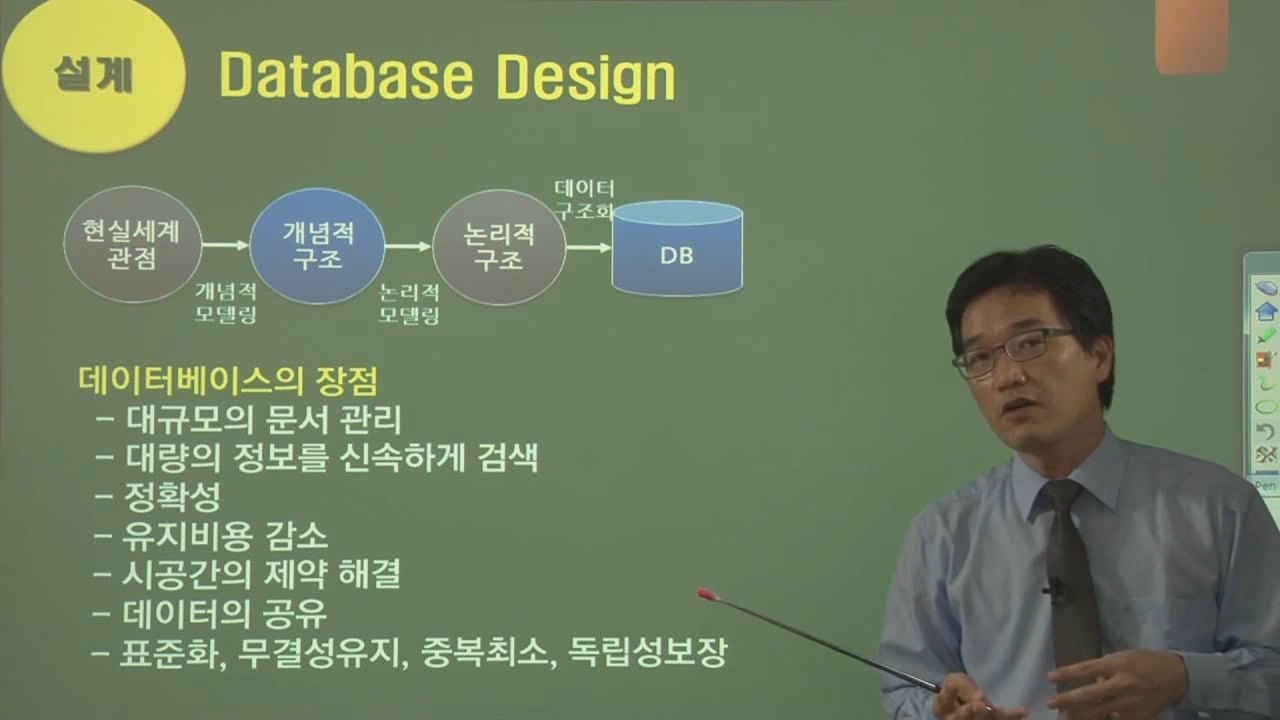 설계
Database Design
현실세계
관점
개념적
모델링
개념적
구조
논리적
모델링
논리적
구조
데이터
구조화
DB
데이터베이스의 장점
– 대규모의 문서 관리
– 대량의 정보를 신속하게 검색
– 정확성
– 유지비용 감소
– 시공간의 제약 해결
– 데이터의 공유
– 표준화, 무결성유지, 중복최소, 독립성보장
Pen